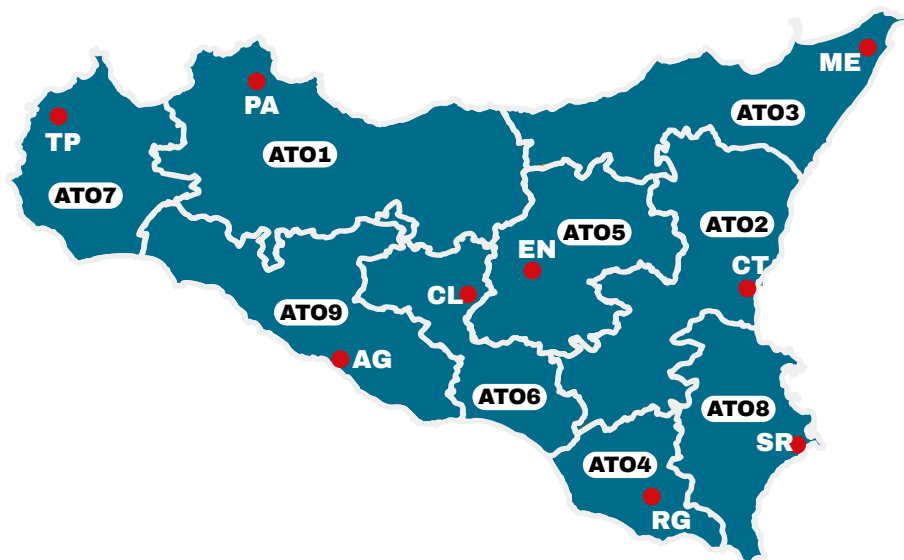 ME
PA
ATO3
TP
ATO1
ATO7
ATO2
ATO5
EN
CT
CL
ATO9
AG
ATO6
ATO8
SR
ATO4
RG